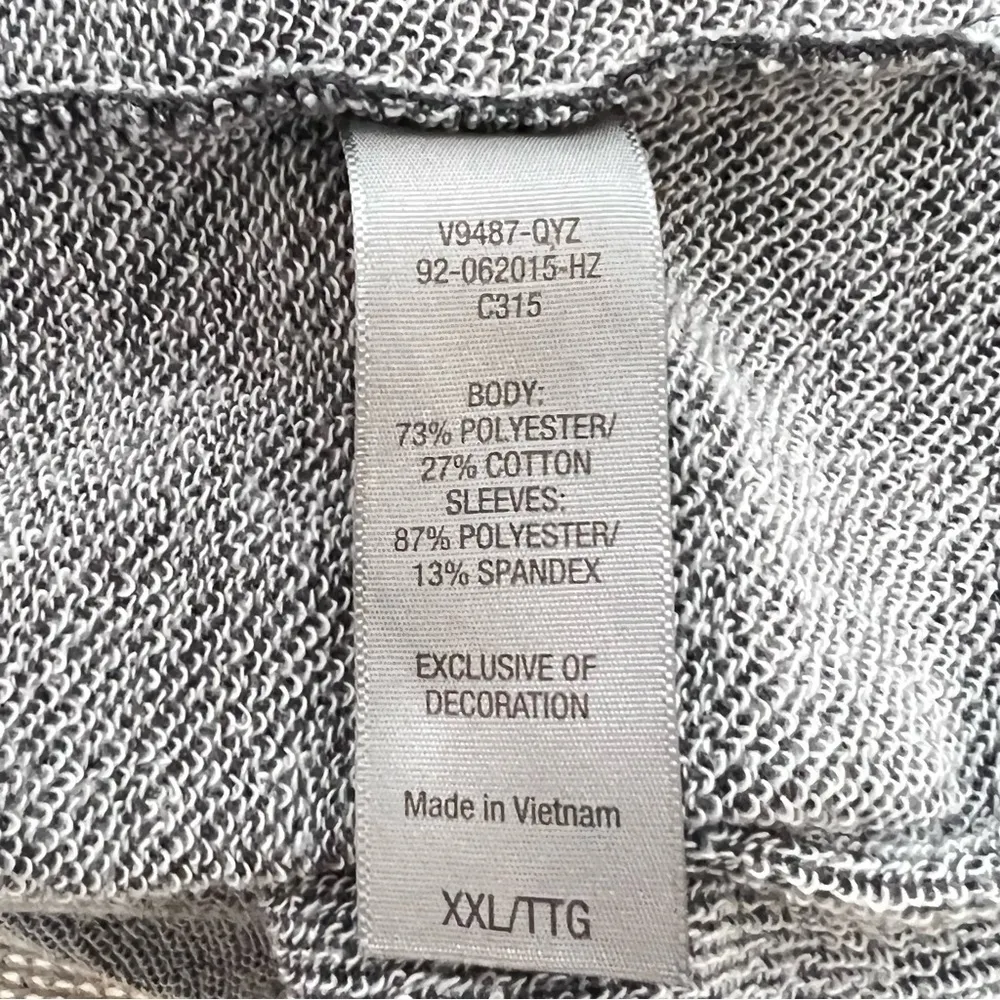 V9487-QYZ
92-062015-HZ
C315
BODY:
73% POLYESTER/
27% COTTON
SLEEVES:
87% POLYESTER/
13% SPANDEX
EXCLUSIVE OF
DECORATION
Made in Vietnam
XXL/TTG